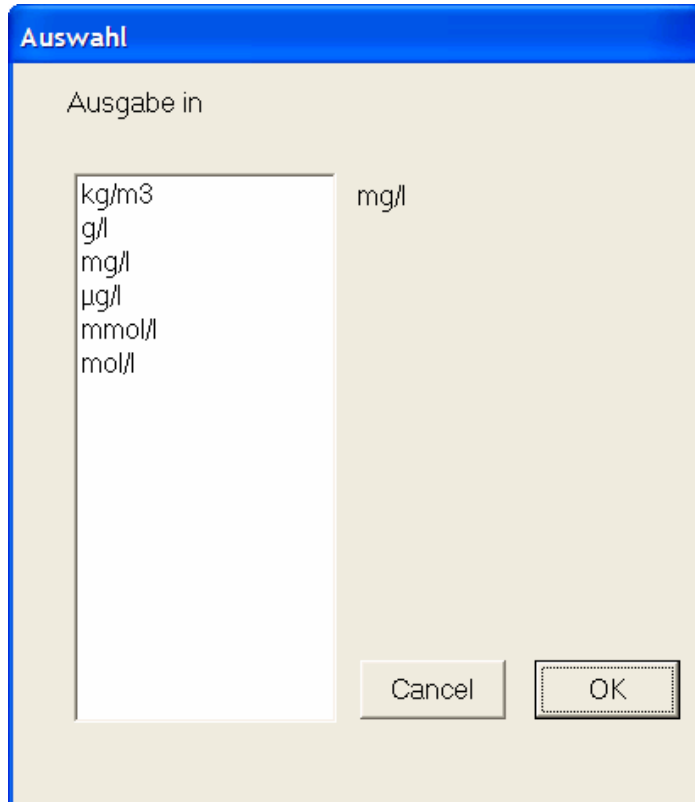 Auswahl
Ausgabe in
kg/m3
mg/l
g/l
mg/l
µg/l
mmol/l
mol/l
Cancel
OK